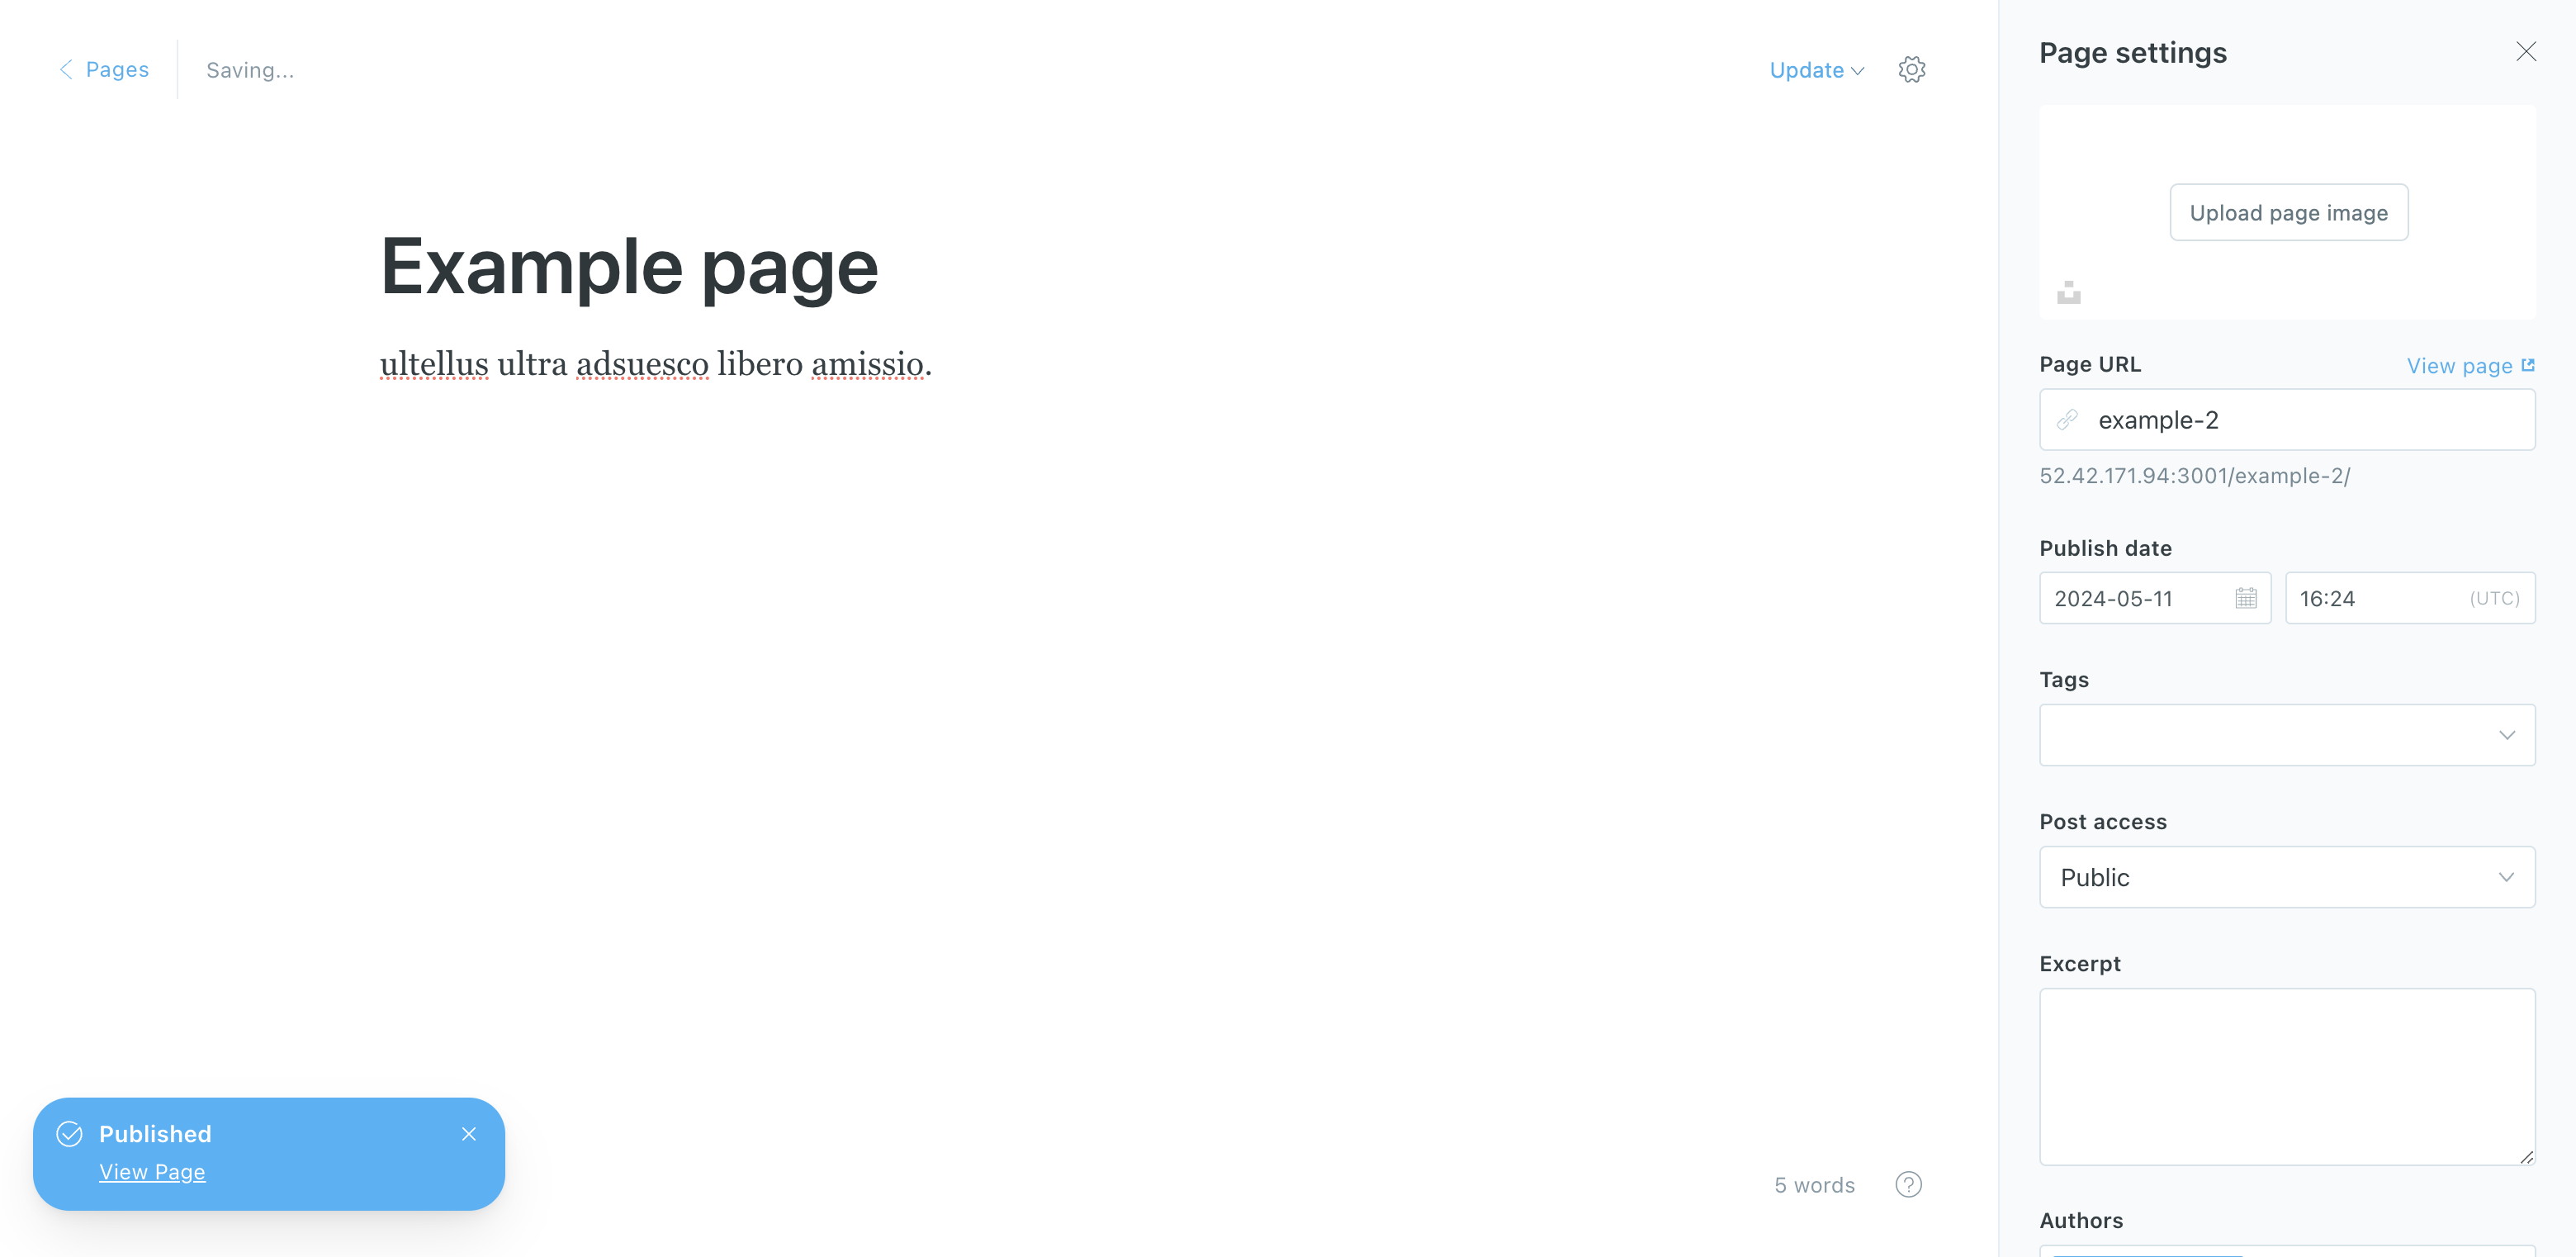 Pages
Saving...
Update
Example page
ultellus ultra adsuesco libero amissio.
Published
View Page
5 words
?
Page settings
Upload page image
Page URL
View page
example-2
52.42.171.94:3001/example-2/
Publish date
2024-05-11
16:24
(UTC)
Tags
Post access
Public
Excerpt
Authors